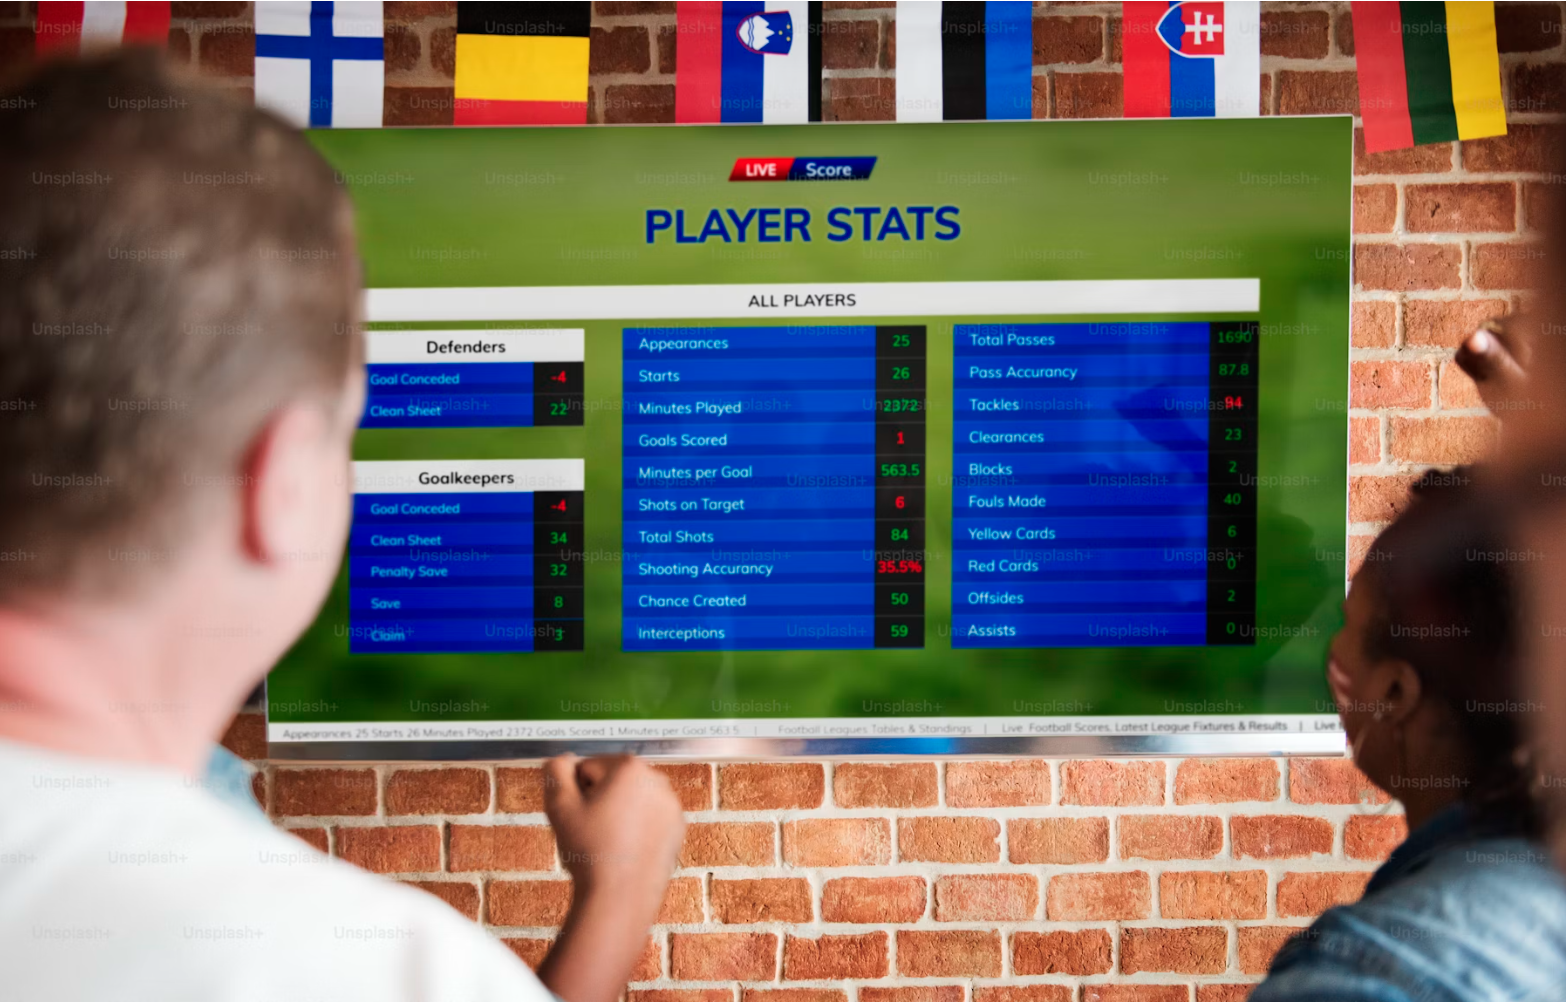 LIVE Score
PLAYER STATS
ALL PLAYERS
Defenders
Goal Conceded -4
Clean Sheet 22
Goalkeepers
Goal Conceded -4
Clean Sheet 34
Penalty Save 32
Save 8
Claim 3
Appearances 25
Starts 26
Minutes Played 2372
Goals Scored 1
Minutes per Goal 563.5
Shots on Target 6
Total Shots 84
Shooting Accurancy 35.5%
Chance Created 50
Interceptions 59
Total Passes 1690
Pass Accurancy 87.8
Tackles 94
Clearances 23
Blocks 2
Fouls Made 40
Yellow Cards 6
Red Cards 0
Offsides 2
Assists 0
Appearances 25 Starts 26 Minutes Played 2372 Goals Scored 1 Minutes per Goal 563.5 | Football Leagues Tables & Standings | Live Football Scores, Latest League Fixtures & Results | Live
Unsplash+